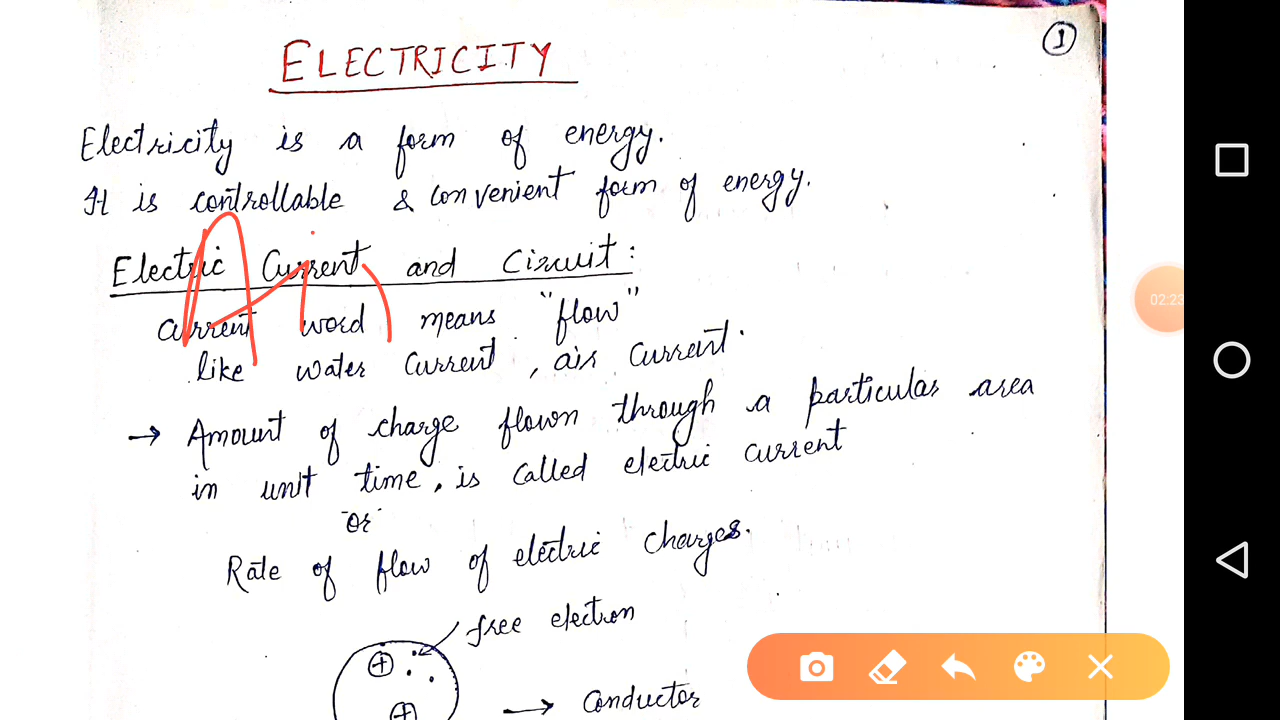 1
ELECTRICITY
Electricity is a form of energy.
It is controllable & convenient form of energy.
Electric Current and Circuit:
Current word means "flow"
like water current, air current.
→ Amount of charge flown through a particular area
in unit time, is called electric current
"or"
Rate of flow of electric charges.
free electron
+
+
→ Conductor
02:23